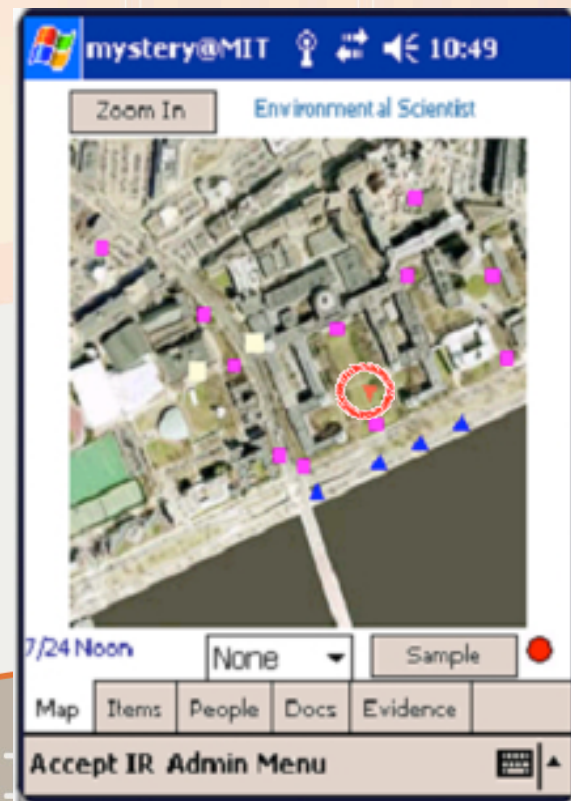 mystery@MIT 10:49
Zoom In Environmental Scientist
7/24 Noon None Sample
Map Items People Docs Evidence
Accept IR Admin Menu